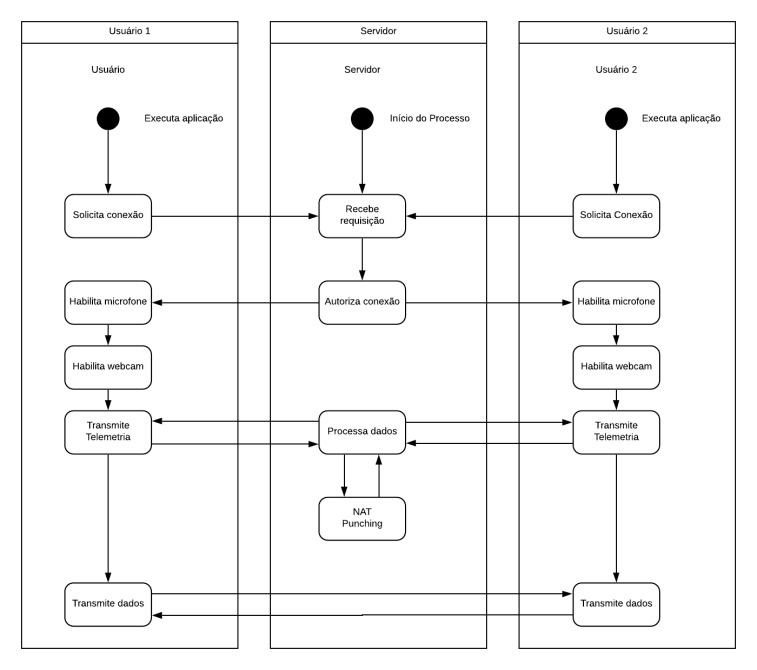 Usuário 1
Servidor
Usuário 2
Usuário
Servidor
Usuário 2
Executa aplicação
Início do Processo
Executa aplicação
Solicita conexão
Recebe
requisição
Solicita Conexão
Habilita microfone
Autoriza conexão
Habilita microfone
Habilita webcam
Habilita webcam
Transmite
Telemetria
Processa dados
Transmite
Telemetria
NAT
Punching
Transmite dados
Transmite dados